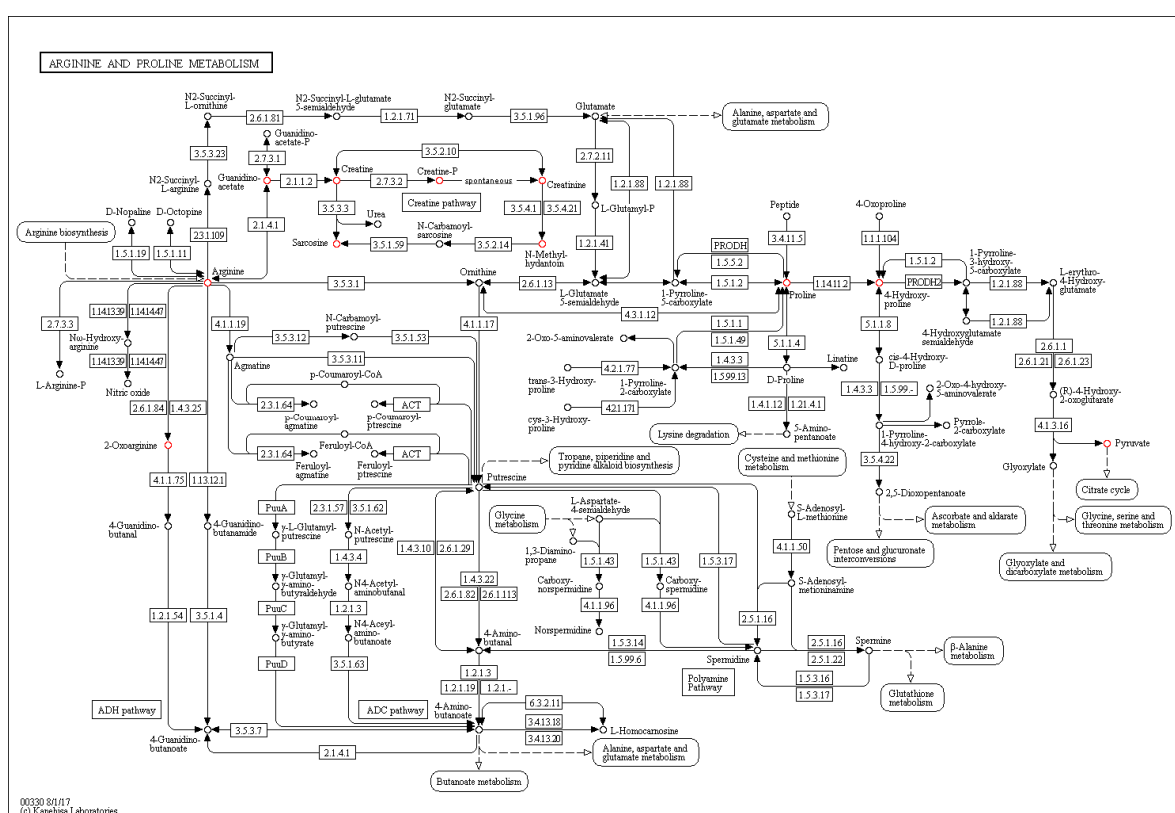 ARGININE AND PROLINE METABOLISM
N2-Succinyl-
L-ornithine
2.6.1.81
N2-Succinyl-L-glutamate
5-semialdehyde
1.2.1.71
N2-Succinyl
glutamate
3.5.1.96
Glutamate
Alanine, aspartate and
glutamate metabolism
Guanidino-
acetate-P
3.5.3.23
2.7.3.1
3.5.2.10
2.7.2.11
Guanidino-
acetate
2.1.1.2
Creatine
2.7.3.2
Creatine-P
spontaneous
Creatinine
1.2.1.88
1.2.1.88
N2-Succinyl-
L-arginine
3.5.3.3
Creatine pathway
3.5.4.1
3.5.4.21
L-Glutamyl-P
Peptide
4-Oxoproline
D-Nopaline
D-Octopine
2.1.4.1
Urea
N-Carbamoyl-
sarcosine
Arginine biosynthesis
2.3.1.109
Sarcosine
3.5.1.59
3.5.2.14
N-Methyl-
hydantoin
1.2.1.41
3.4.11.5
1.1.1.104
1.5.1.19
1.5.1.11
PRODH
1.5.5.2
1.5.1.2
1-Pyrroline-
3-hydroxy-
5-carboxylate
Arginine
3.5.3.1
Ornithine
2.6.1.13
L-Glutamate
5-semialdehyde
1-Pyrroline-
5-carboxylate
1.5.1.2
Proline
1.14.11.2
4-Hydroxy-
proline
PRODH2
1.2.1.88
L-erythro-
4-Hydroxy-
glutamate
4.3.1.12
1.2.1.88
4-Hydroxyglutamate
semialdehyde
2.7.3.3
1.14.13.39
1.14.14.47
Nω-Hydroxy-
arginine
1.14.13.39
1.14.14.47
Nitric oxide
L-Arginine-P
4.1.1.19
Agmatine
3.5.3.12
N-Carbamoyl-
putrescine
3.5.1.53
3.5.3.11
4.1.1.17
2-Oxo-5-aminovalerate
1.5.1.1
1.5.1.49
1.4.3.3
1.5.99.13
5.1.1.4
5.1.1.8
Linatine
D-Proline
cis-4-Hydroxy-
D-proline
2.6.1.1
2.6.1.21
2.6.1.23
trans-3-Hydroxy-
proline
4.2.1.77
1-Pyrroline-
2-carboxylate
cys-3-Hydroxy-
proline
4.2.1.171
1.4.1.12
1.21.4.1
1.4.3.3
1.5.99.-
2-Oxo-4-hydroxy-
5-aminovalerate
(R)-4-Hydroxy-
2-oxoglutarate
p-Coumaroyl-CoA
2.3.1.64
p-Coumaroyl-
agmatine
p-Coumaroyl-
ptrescine
ACT
2.6.1.84
1.4.3.25
Lysine degradation
5-Amino-
pentanoate
1-Pyrroline-
4-hydroxy-2-carboxylate
Pyrrole-
2-carboxylate
4.1.3.16
2-Oxoarginine
Feruloyl-CoA
2.3.1.64
Feruloyl-
agmatine
Feruloyl-
ptrescine
ACT
Tropane, piperidine and
pyridine alkaloid biosynthesis
Cysteine and methionine
metabolism
3.5.4.22
Glyoxylate
Pyruvate
4.1.1.75
1.13.12.1
Putrescine
Citrate cycle
PuuA
2.3.1.57
3.5.1.62
L-Aspartate-
4-semialdehyde
Glycine
metabolism
S-Adenosyl-
L-methionine
2,5-Dioxopentanoate
4-Guanidino-
butanal
4-Guanidino-
butanamide
γ-L-Glutamyl-
putrescine
N-Acetyl-
putrescine
Ascorbate and aldarate
metabolism
Glycine, serine and
threonine metabolism
PuuB
1.4.3.4
1.4.3.10
2.6.1.29
1,3-Diamino-
propane
1.5.1.43
1.5.1.43
1.5.3.17
4.1.1.50
Pentose and glucuronate
interconversions
Glyoxylate and
dicarboxylate metabolism
γ-Glutamyl-
γ-amino-
butyraldehyde
N4-Acetyl-
aminobutanal
1.4.3.22
2.6.1.82
2.6.1.113
Carboxy-
norspermidine
Carboxy-
spermidine
S-Adenosyl-
metioninamine
PuuC
1.2.1.3
4.1.1.96
4.1.1.96
1.2.1.54
3.5.1.4
γ-Glutamyl-
γ-amino-
butyrate
N4-Aceyl-
amino-
butanoate
Norspermidine
2.5.1.16
PuuD
3.5.1.63
4-Amino-
butanal
1.5.3.14
1.5.99.6
Spermidine
2.5.1.16
2.5.1.22
Spermine
β-Alanine
metabolism
1.2.1.3
1.2.1.19
1.2.1.-
Polyamine
Pathway
1.5.3.16
1.5.3.17
Glutathione
metabolism
ADH pathway
ADC pathway
4-Amino-
butanoate
6.3.2.11
3.4.13.18
3.4.13.20
L-Homocarnosine
4-Guanidino-
butanoate
3.5.3.7
2.1.4.1
Alanine, aspartate and
glutamate metabolism
Butanoate metabolism
00330 8/1/17
(c) Kanehisa Laboratories